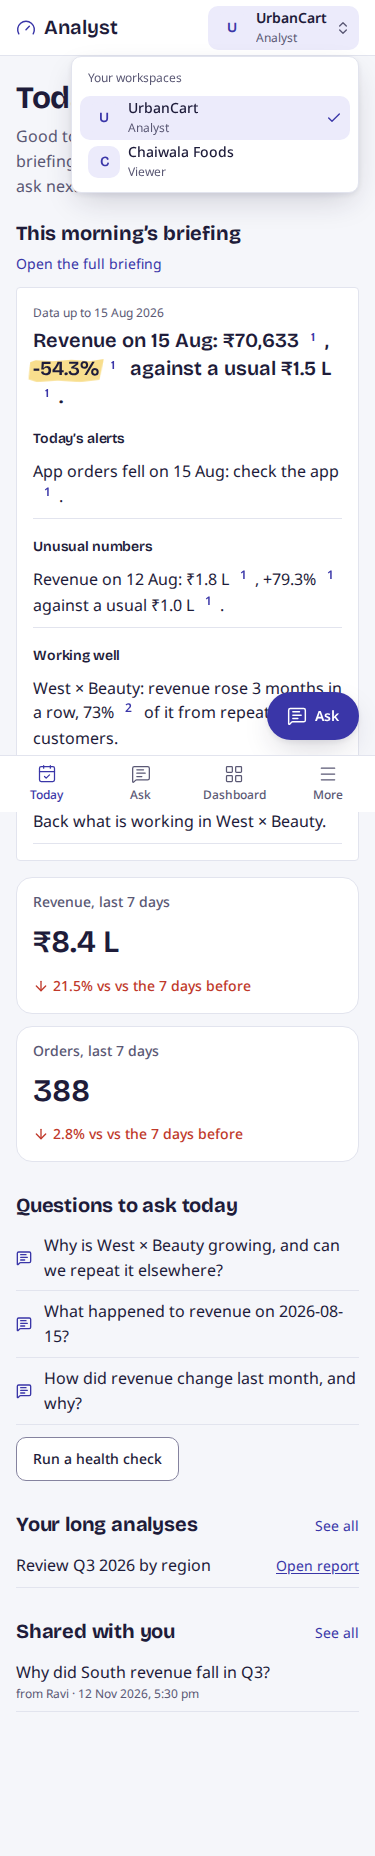 Analyst
U
UrbanCart
Analyst
Your workspaces
U
UrbanCart
Analyst
C
Chaiwala Foods
Viewer
Tod
Good
briefing
ask
This morning's briefing
Open the full briefing
Data up to 15 Aug 2026
Revenue on 15 Aug: ₹70,633 1 ,
-54.3% 1 against a usual ₹1.5 L
1 .
Today's alerts
App orders fell on 15 Aug: check the app
1 .
Unusual numbers
Revenue on 12 Aug: ₹1.8 L 1 , +79.3% 1
against a usual ₹1.0 L 1 .
Working well
West × Beauty: revenue rose 3 months in
a row, 73% 2 of it from repeat
customers.
Ask
Today
Ask
Dashboard
More
Back what is working in West × Beauty.
Revenue, last 7 days
₹8.4 L
↓ 21.5% vs vs the 7 days before
Orders, last 7 days
388
↓ 2.8% vs vs the 7 days before
Questions to ask today
Why is West × Beauty growing, and can
we repeat it elsewhere?
What happened to revenue on 2026-08-
15?
How did revenue change last month, and
why?
Run a health check
Your long analyses
See all
Review Q3 2026 by region
Open report
Shared with you
See all
Why did South revenue fall in Q3?
from Ravi · 12 Nov 2026, 5:30 pm